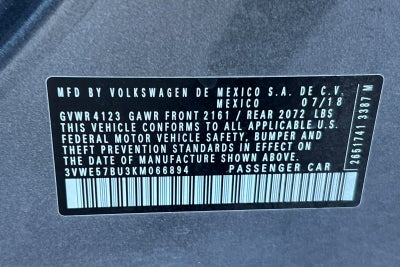 MFD BY VOLKSWAGEN DE MEXICO S.A. DE C.V.
MEXICO 07/18
GVWR 4123 GAWR FRONT 2161 / REAR 2072 LBS
THIS VEHICLE CONFORMS TO ALL APPLICABLE U.S.
FEDERAL MOTOR VEHICLE SAFETY, BUMPER AND
THEFT PREVENTION STANDARDS IN EFFECT ON
THE DATE OF MANUFACTURE SHOWN ABOVE.
3VWE57BU3KM066894 PASSENGER CAR
2651741 3387 M